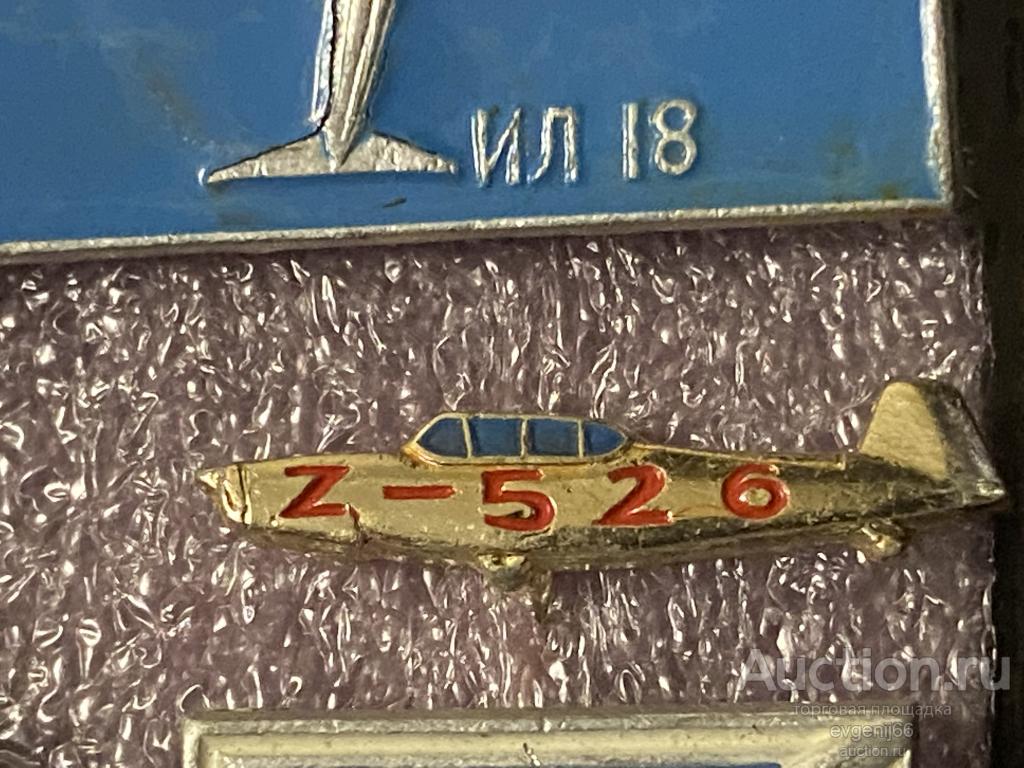 ИЛ 18
Z-526
Auction.ru
торговая площадка
evgenij66
auction.ru